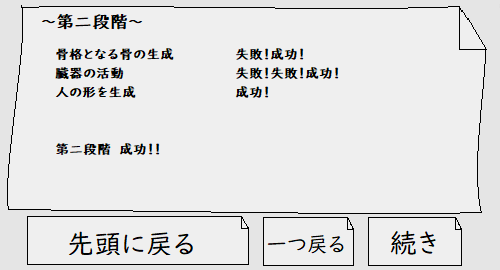 ～第二段階～
骨格となる骨の生成 失敗!成功!
臓器の活動 失敗!失敗!成功!
人の形を生成 成功!
第二段階 成功!!
先頭に戻る 一つ戻る 続き